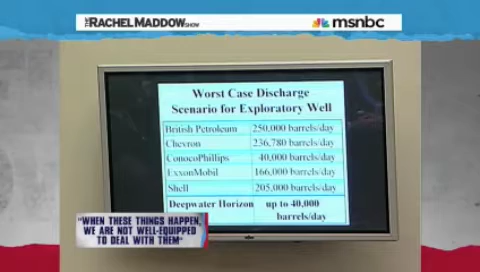 THE RACHEL MADDOW SHOW
msnbc
Worst Case Discharge
Scenario for Exploratory Well
British Petroleum 250,000 barrels/day
Chevron 236,780 barrels/day
ConocoPhillips 40,000 barrels/day
ExxonMobil 166,000 barrels/day
Shell 205,000 barrels/day
Deepwater Horizon up to 40,000
barrels/day
"WHEN THESE THINGS HAPPEN,
WE ARE NOT WELL-EQUIPPED
TO DEAL WITH THEM"